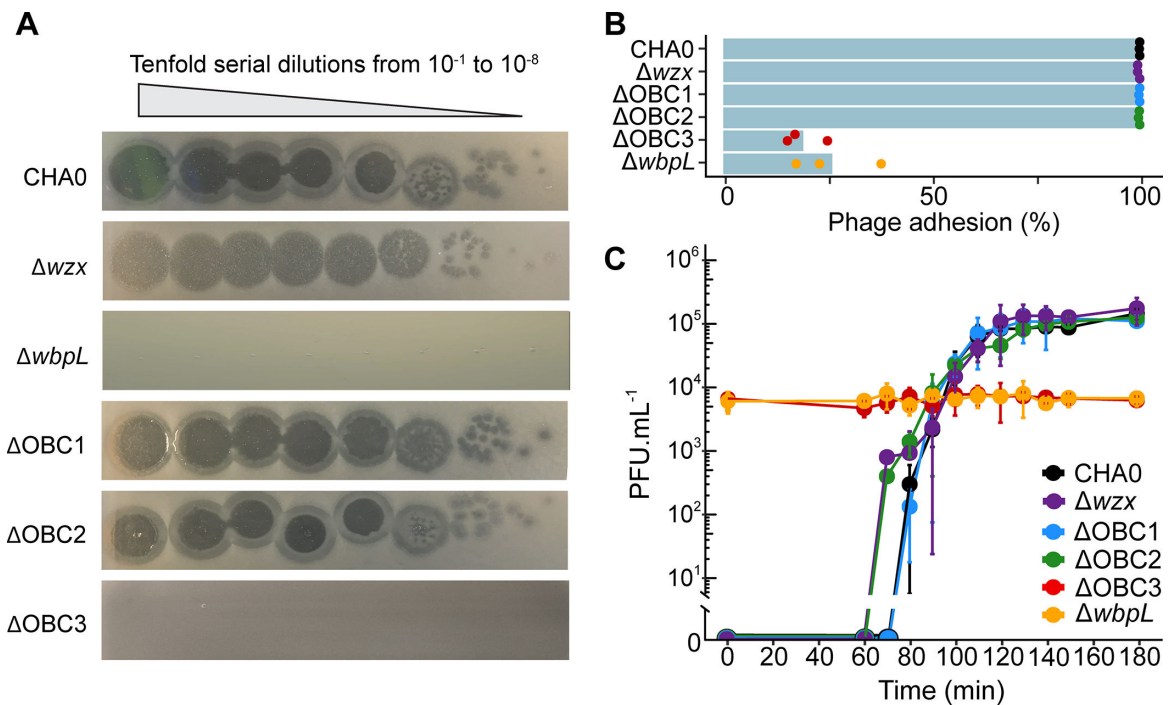 A
Tenfold serial dilutions from 10⁻¹ to 10⁻⁸
CHA0
Δwzx
ΔwbpL
ΔOBC1
ΔOBC2
ΔOBC3
B
CHA0
Δwzx
ΔOBC1
ΔOBC2
ΔOBC3
ΔwbpL
0 50 100
Phage adhesion (%)
C
10⁶
10⁵
10⁴
10³
10²
10¹
0
PFU.mL⁻¹
CHA0
Δwzx
ΔOBC1
ΔOBC2
ΔOBC3
ΔwbpL
0 20 40 60 80 100 120 140 160 180
Time (min)